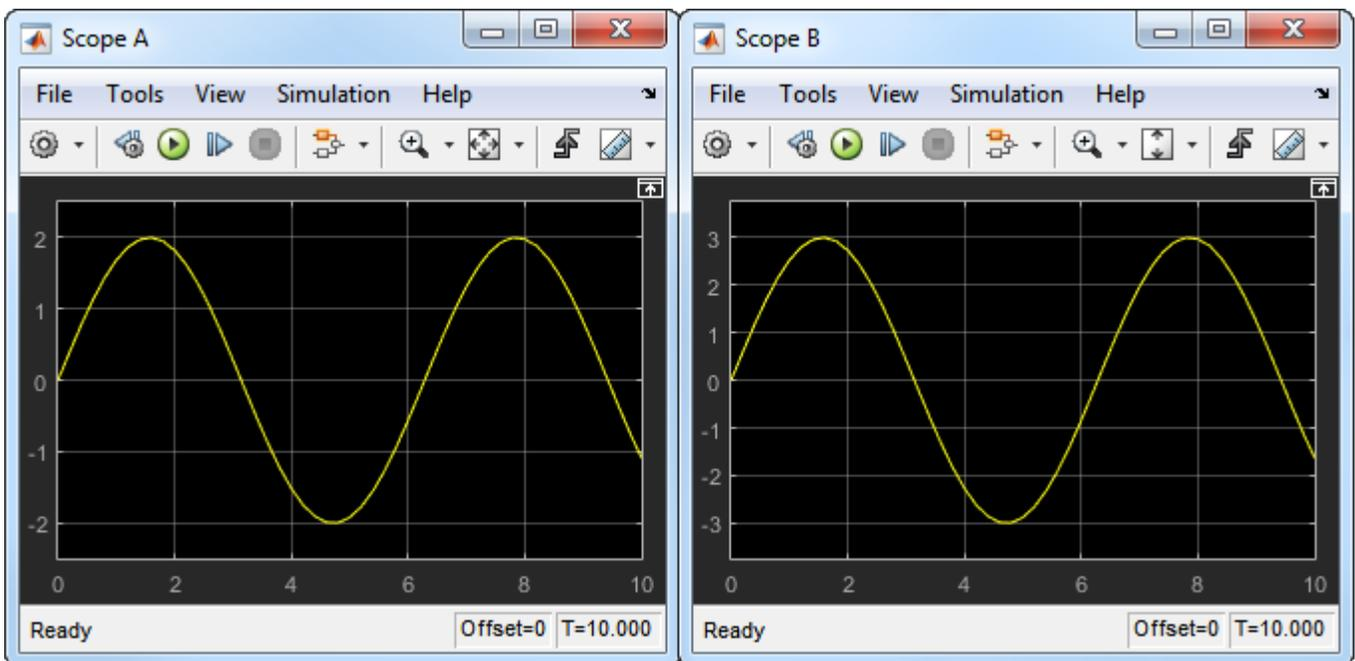 Scope A
File Tools View Simulation Help
2
1
0
-1
-2
0 2 4 6 8 10
Ready Offset=0 T=10.000
Scope B
File Tools View Simulation Help
3
2
1
0
-1
-2
-3
0 2 4 6 8 10
Ready Offset=0 T=10.000